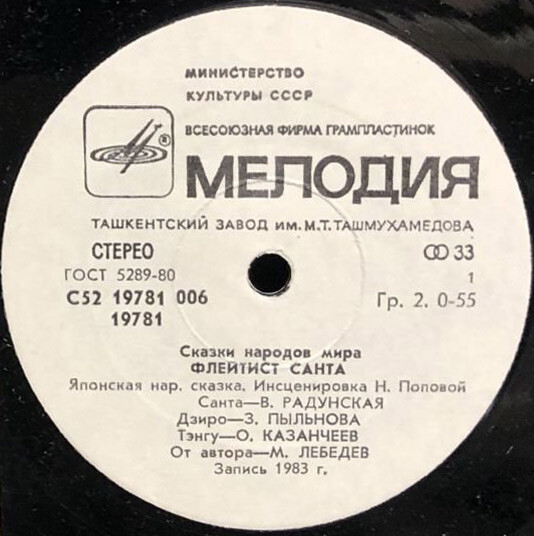 МИНИСТЕРСТВО
КУЛЬТУРЫ СССР
ВСЕСОЮЗНАЯ ФИРМА ГРАМПЛАСТИНОК
®
МЕЛОДИЯ
ТАШКЕНТСКИЙ ЗАВОД ИМ. М.Т. ТАШМУХАМЕДОВА
СТЕРЕО
33
ГОСТ 5289-80
1
С52 19781 006
Гр. 2. 0-55
19781
Сказки народов мира
ФЛЕЙТИСТ САНТА
Японская нар. сказка. Инсценировка Н. Поповой
Санта—В. РАДУНСКАЯ
Дзиро—З. ПЫЛЬНОВА
Тэнгу—О. КАЗАНЧЕЕВ
От автора—М. ЛЕБЕДЕВ
Запись 1983 г.